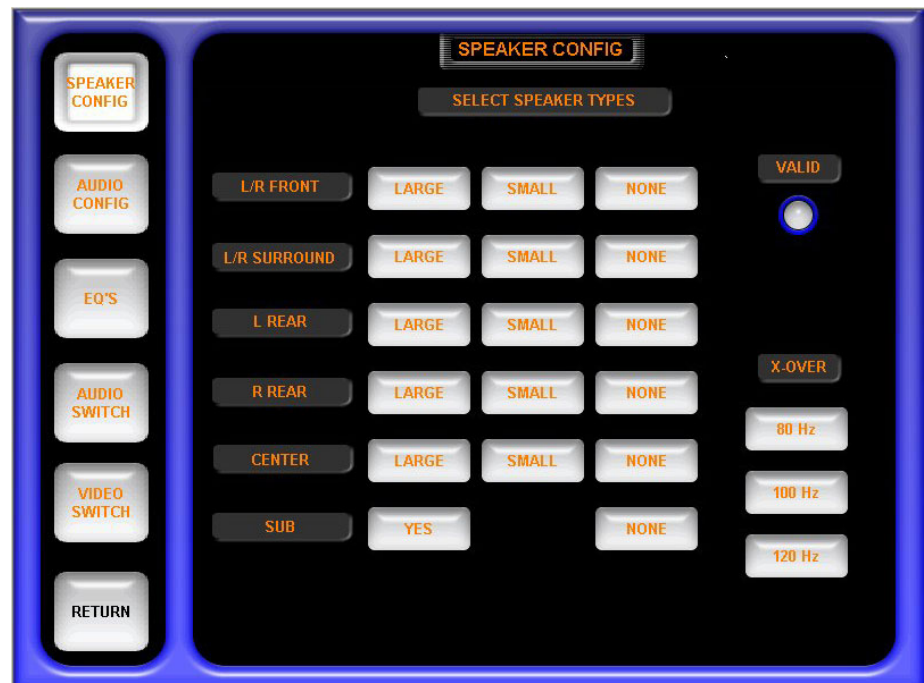 SPEAKER CONFIG
SELECT SPEAKER TYPES
SPEAKER
CONFIG
AUDIO
CONFIG
EQ'S
AUDIO
SWITCH
VIDEO
SWITCH
RETURN
L/R FRONT LARGE SMALL NONE
L/R SURROUND LARGE SMALL NONE
L REAR LARGE SMALL NONE
R REAR LARGE SMALL NONE
CENTER LARGE SMALL NONE
SUB YES NONE
VALID
X-OVER
80 Hz
100 Hz
120 Hz